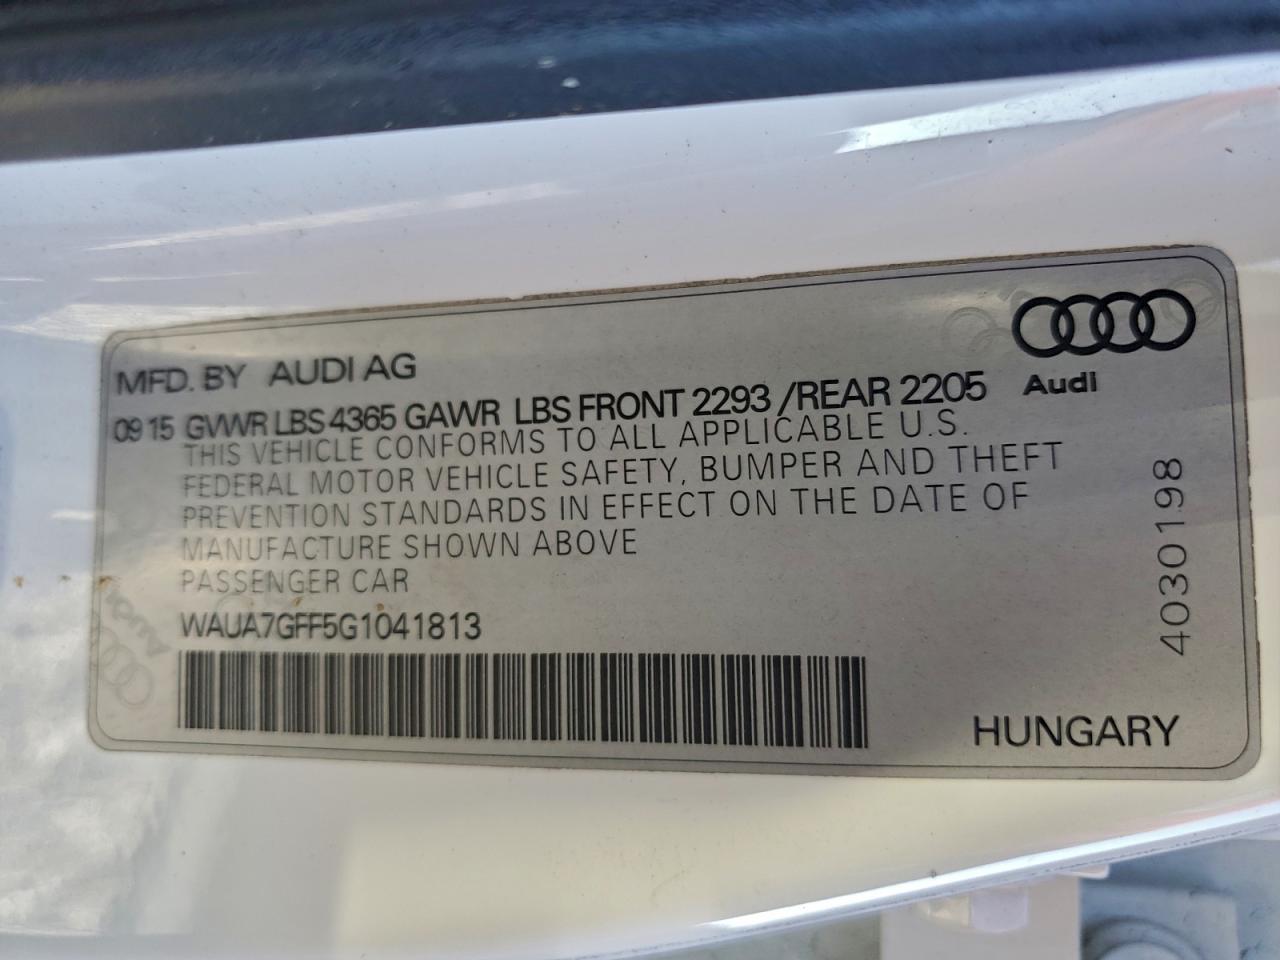 MFD. BY AUDI AG
Audi
09 15 GVWR LBS 4365 GAWR LBS FRONT 2293 /REAR 2205
THIS VEHICLE CONFORMS TO ALL APPLICABLE U.S.
FEDERAL MOTOR VEHICLE SAFETY, BUMPER AND THEFT
PREVENTION STANDARDS IN EFFECT ON THE DATE OF
MANUFACTURE SHOWN ABOVE
PASSENGER CAR
WAUA7GFF5G1041813
4030198
HUNGARY